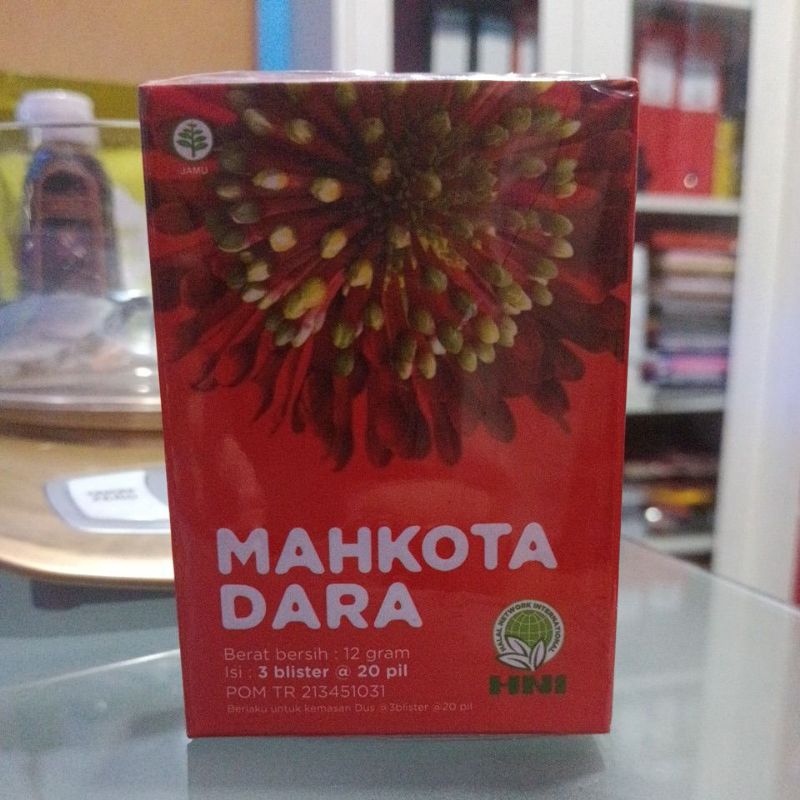 JAMU
MAHKOTA
DARA
Berat bersih : 12 gram
Isi : 3 blister @ 20 pil
POM TR 213451031
Berlaku untuk kemasan Dus @3blister @20 pil
HALAL NETWORK INTERNATIONAL
HNI